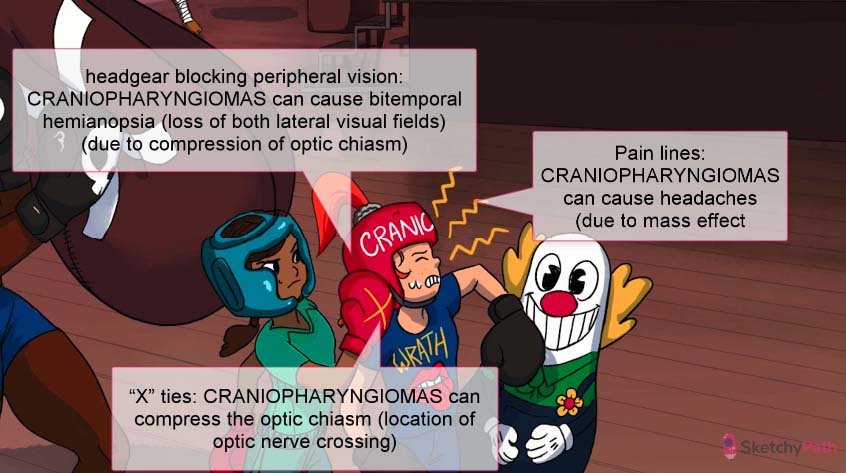 headgear blocking peripheral vision:
CRANIOPHARYNGIOMAS can cause bitemporal
hemianopsia (loss of both lateral visual fields)
(due to compression of optic chiasm)
Pain lines:
CRANIOPHARYNGIOMAS
can cause headaches
(due to mass effect
CRANIO
WRATH
“X” ties: CRANIOPHARYNGIOMAS can
compress the optic chiasm (location of
optic nerve crossing)
SketchyPath